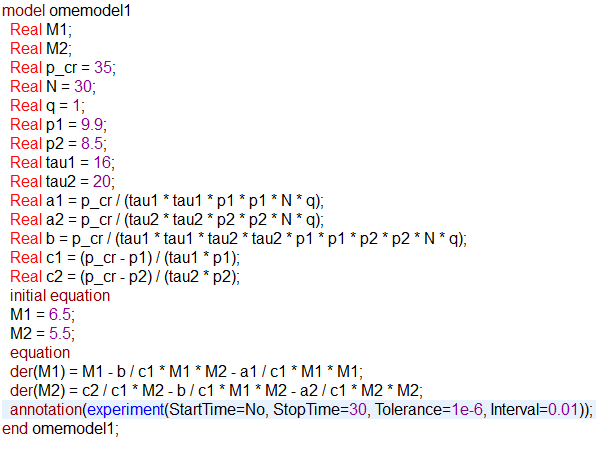 model omemodel1
Real M1;
Real M2;
Real p_cr = 35;
Real N = 30;
Real q = 1;
Real p1 = 9.9;
Real p2 = 8.5;
Real tau1 = 16;
Real tau2 = 20;
Real a1 = p_cr / (tau1 * tau1 * p1 * p1 * N * q);
Real a2 = p_cr / (tau2 * tau2 * p2 * p2 * N * q);
Real b = p_cr / (tau1 * tau1 * tau2 * tau2 * p1 * p1 * p2 * p2 * N * q);
Real c1 = (p_cr - p1) / (tau1 * p1);
Real c2 = (p_cr - p2) / (tau2 * p2);
initial equation
M1 = 6.5;
M2 = 5.5;
equation
der(M1) = M1 - b / c1 * M1 * M2 - a1 / c1 * M1 * M1;
der(M2) = c2 / c1 * M2 - b / c1 * M1 * M2 - a2 / c1 * M2 * M2;
annotation(experiment(StartTime=No, StopTime=30, Tolerance=1e-6, Interval=0.01));
end omemodel1;